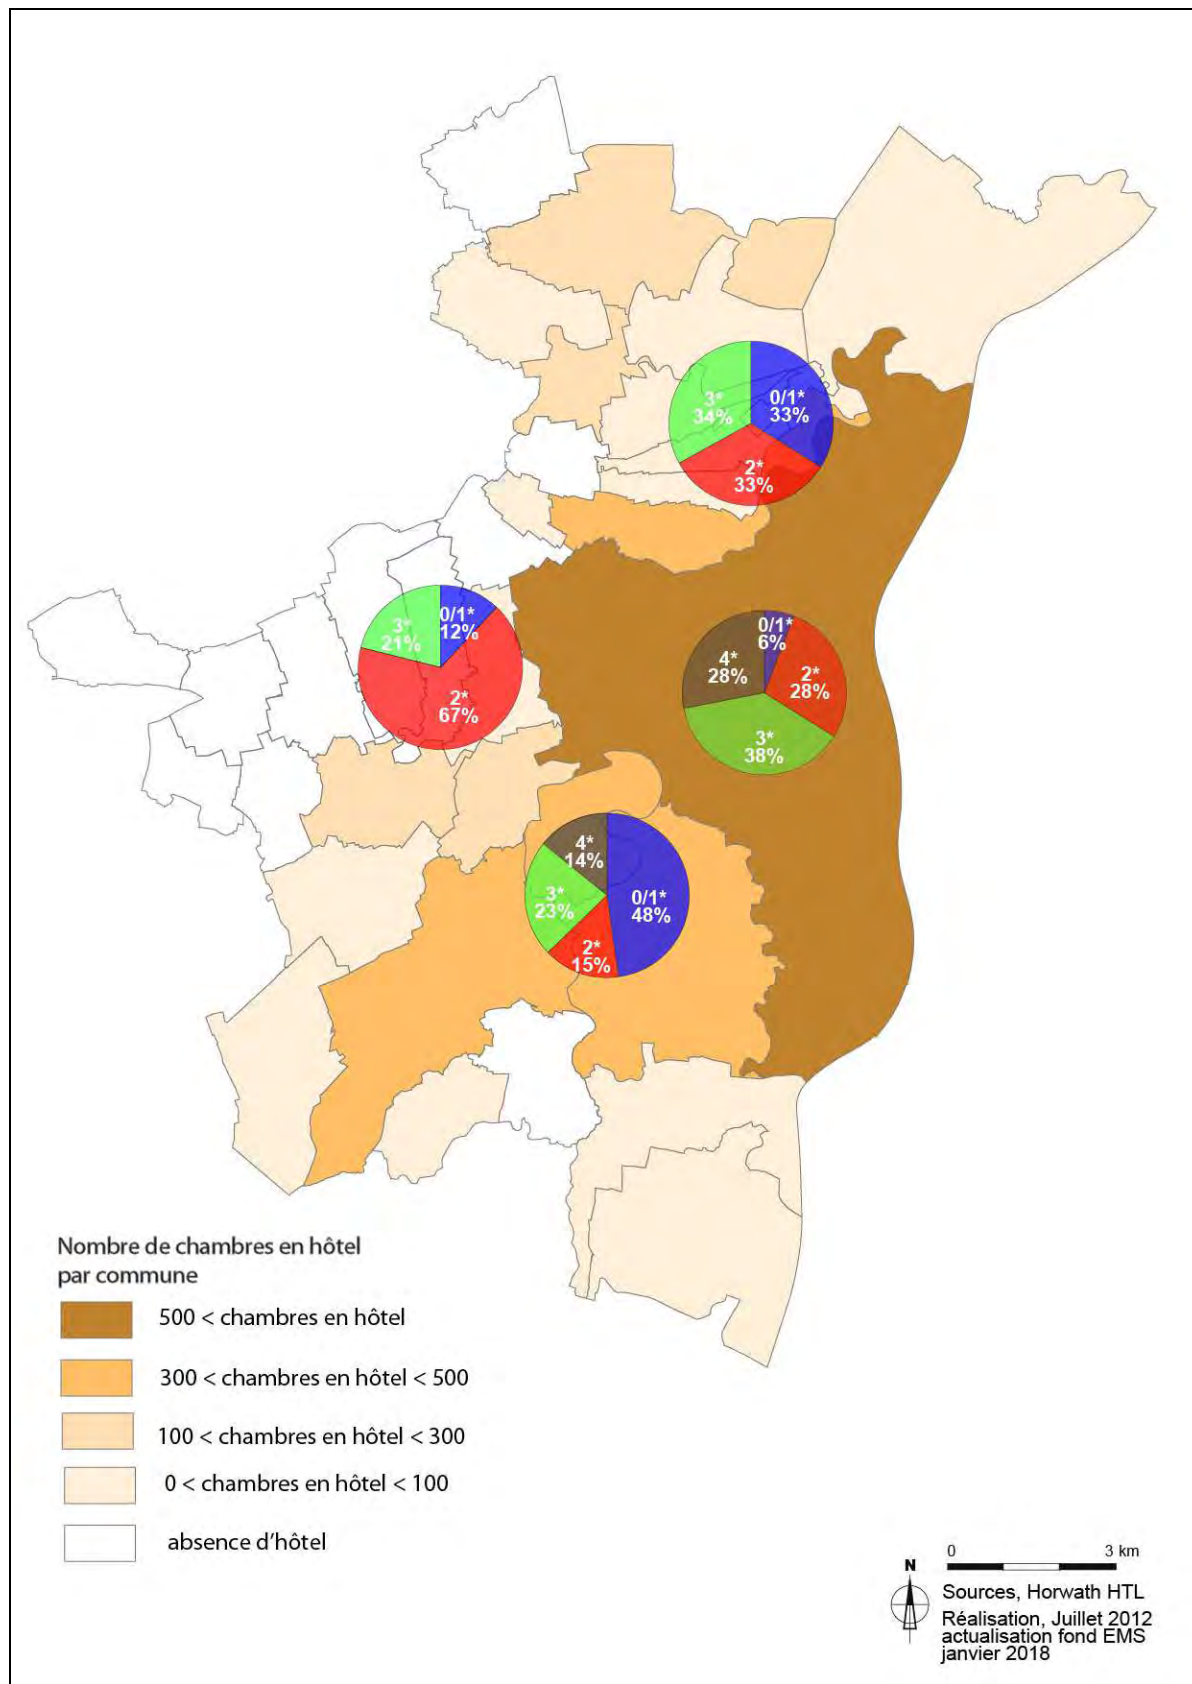 3*
34%
0/1*
33%
2*
33%
3*
21%
0/1*
12%
2*
67%
4*
28%
0/1*
6%
2*
28%
3*
38%
4*
14%
3*
23%
0/1*
48%
2*
15%
Nombre de chambres en hôtel
par commune
500 < chambres en hôtel
300 < chambres en hôtel < 500
100 < chambres en hôtel < 300
0 < chambres en hôtel < 100
absence d'hôtel
0 3 km
N
Sources, Horwath HTL
Réalisation, Juillet 2012
actualisation fond EMS
janvier 2018